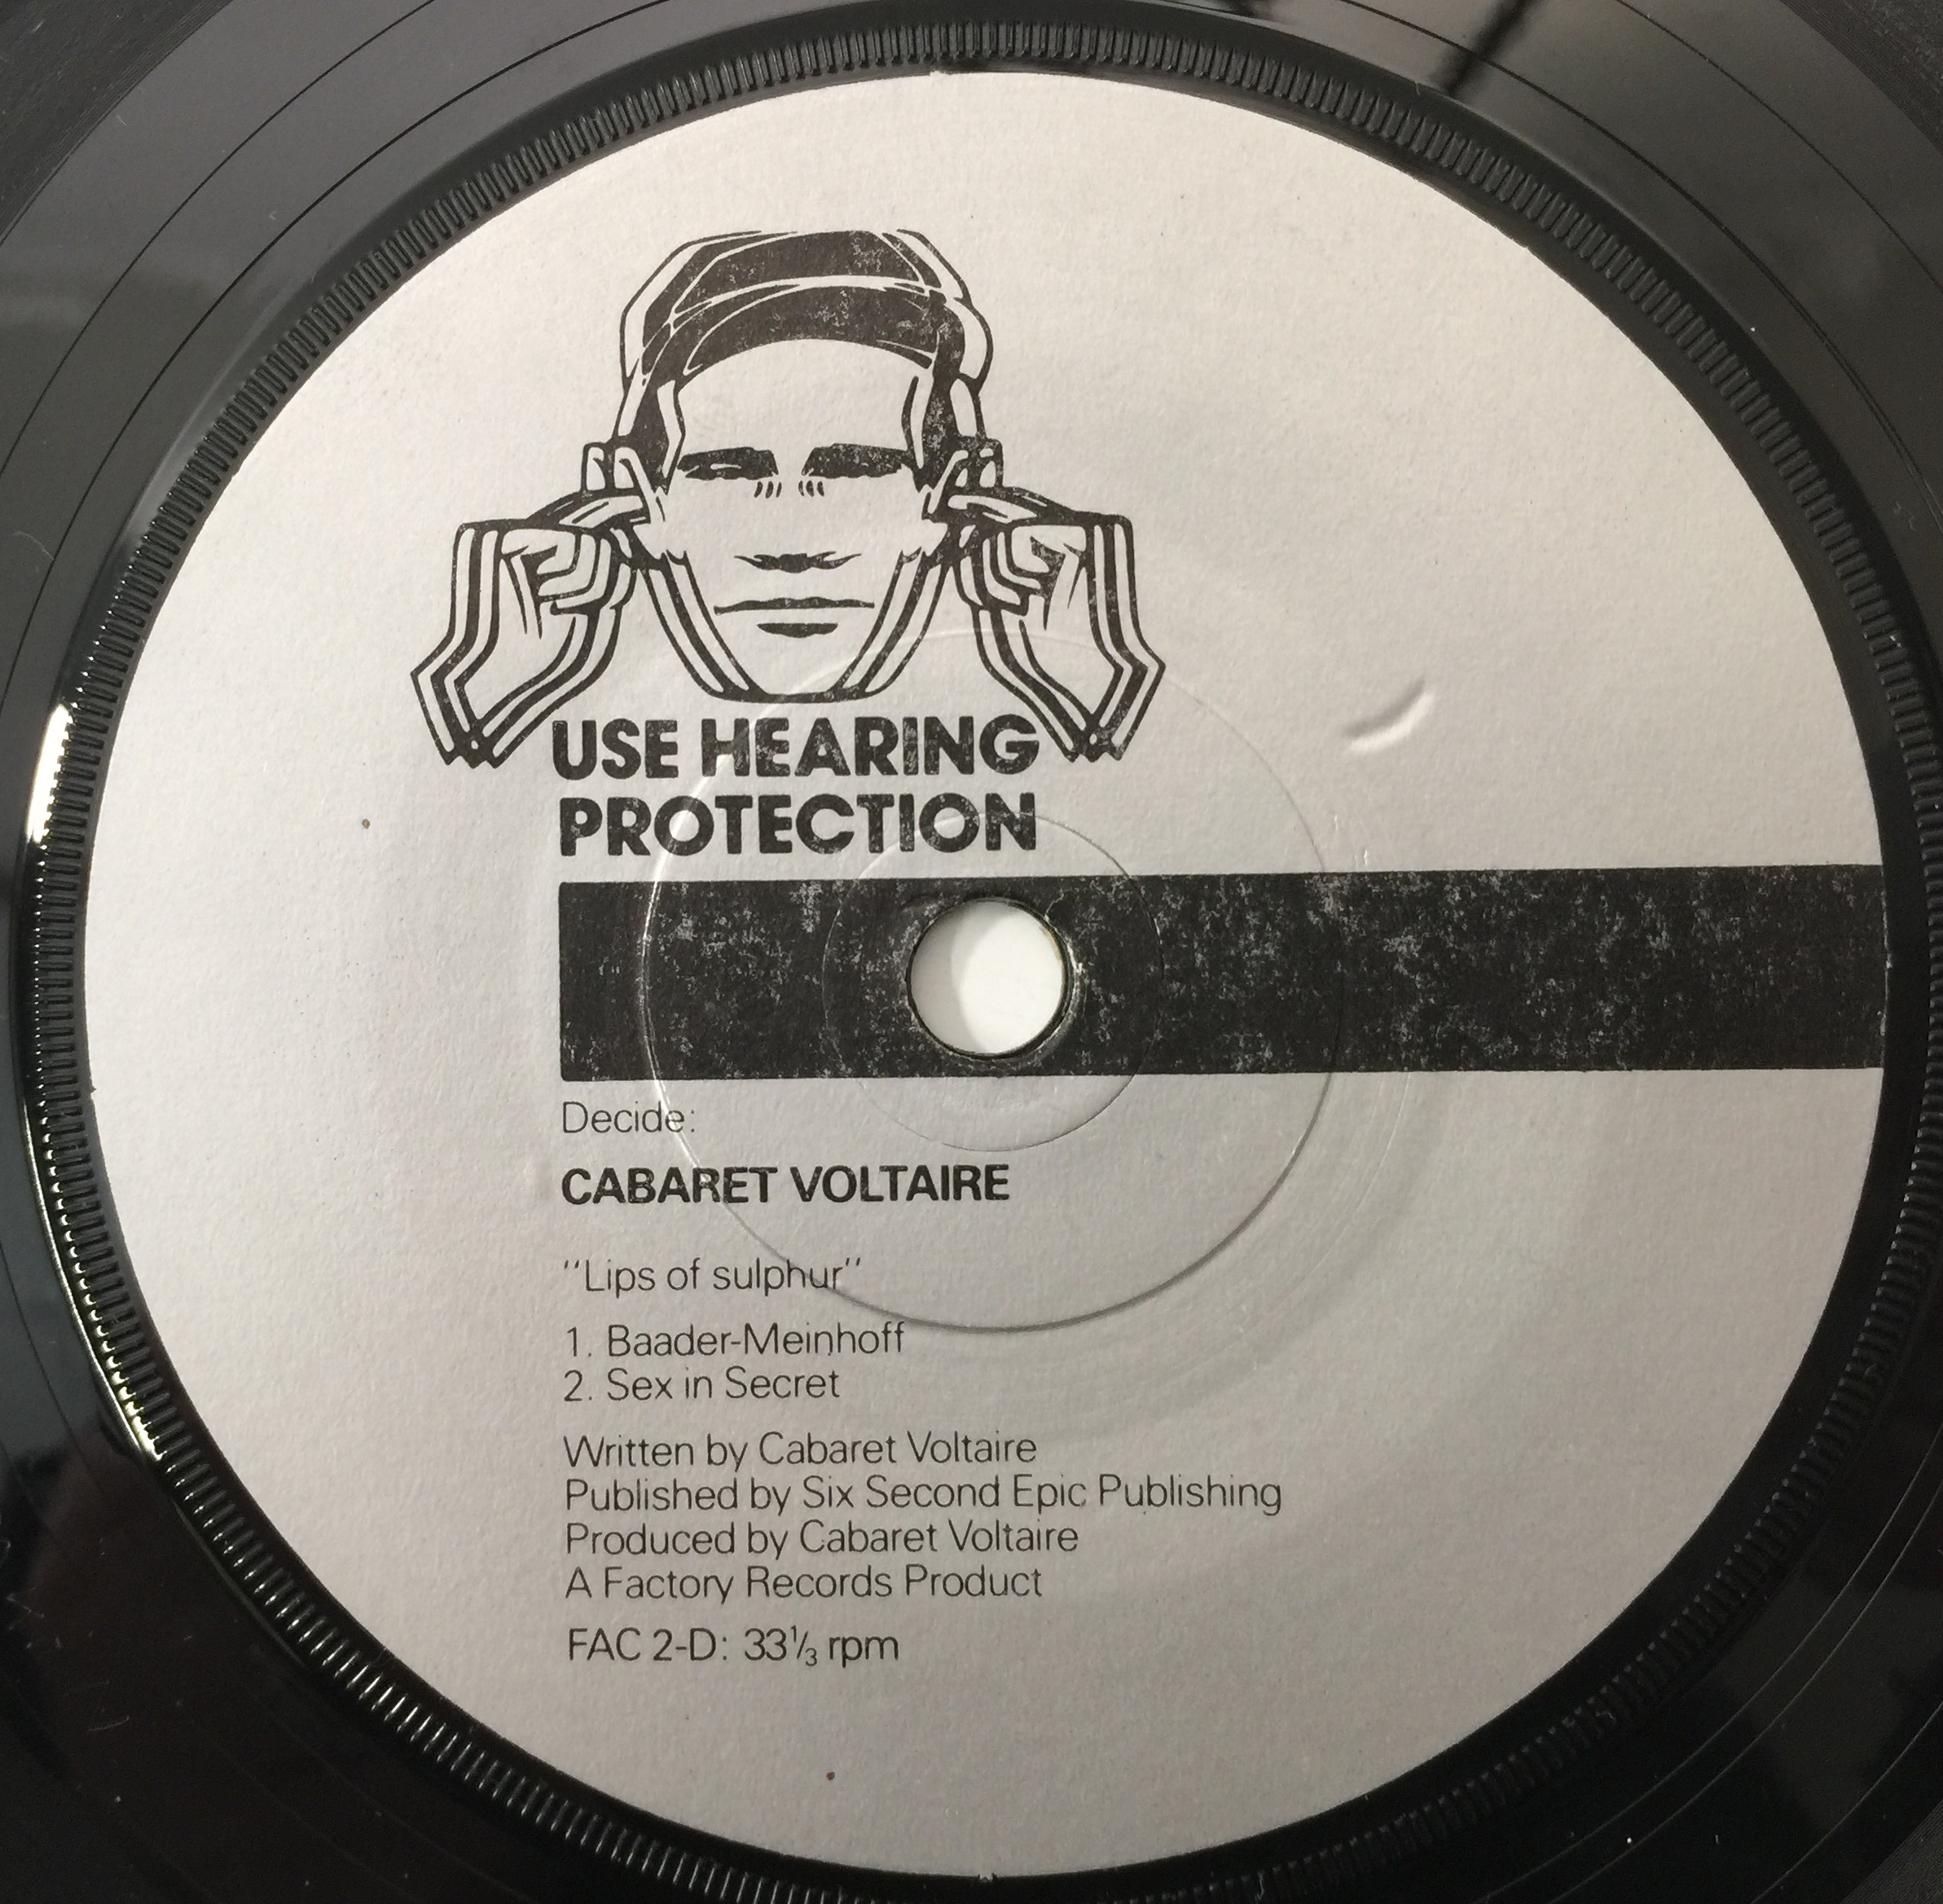 USE HEARING
PROTECTION
Decide:
CABARET VOLTAIRE
"Lips of sulphur"
1. Baader-Meinhoff
2. Sex in Secret
Written by Cabaret Voltaire
Published by Six Second Epic Publishing
Produced by Cabaret Voltaire
A Factory Records Product
FAC 2-D: 33⅓ rpm